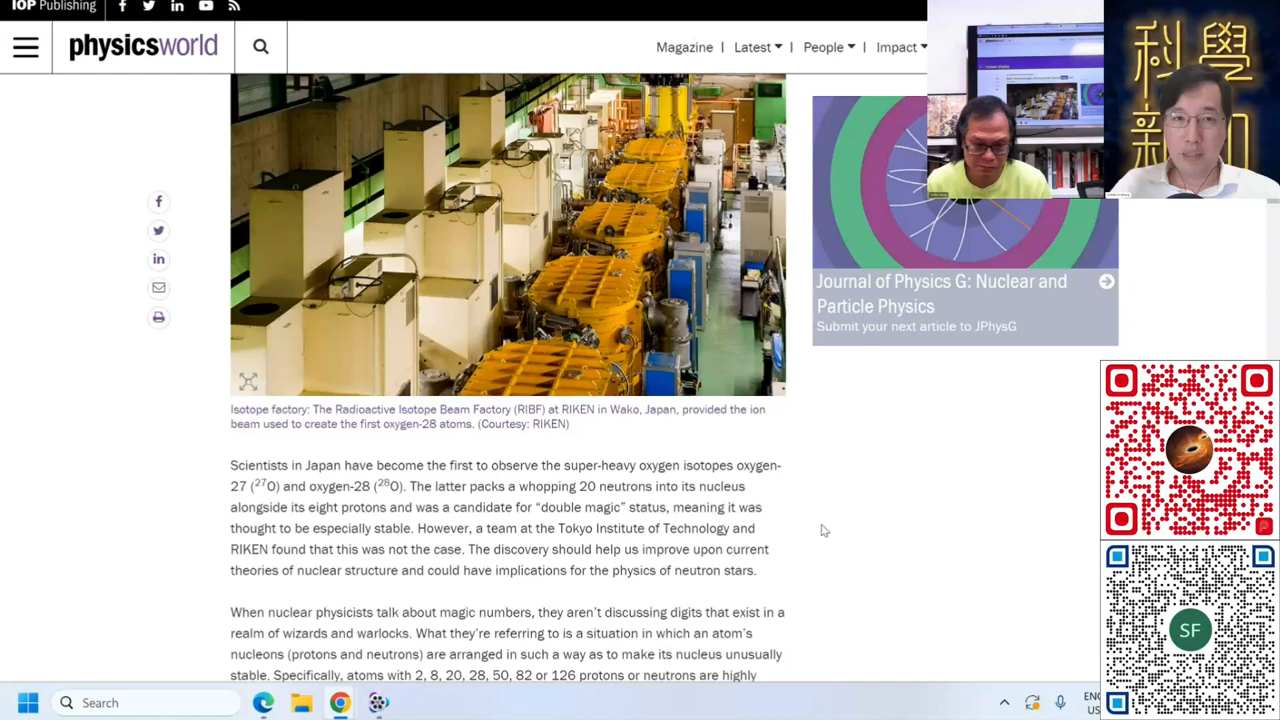 IOP Publishing
physicsworld
Magazine
Latest
People
Impact
科學
新知
Journal of Physics G: Nuclear and
Particle Physics
Submit your next article to JPhysG
Isotope factory: The Radioactive Isotope Beam Factory (RIBF) at RIKEN in Wako, Japan, provided the ion
beam used to create the first oxygen-28 atoms. (Courtesy: RIKEN)
Scientists in Japan have become the first to observe the super-heavy oxygen isotopes oxygen-
27 (²⁷O) and oxygen-28 (²⁸O). The latter packs a whopping 20 neutrons into its nucleus
alongside its eight protons and was a candidate for “double magic” status, meaning it was
thought to be especially stable. However, a team at the Tokyo Institute of Technology and
RIKEN found that this was not the case. The discovery should help us improve upon current
theories of nuclear structure and could have implications for the physics of neutron stars.
When nuclear physicists talk about magic numbers, they aren’t discussing digits that exist in a
realm of wizards and warlocks. What they’re referring to is a situation in which an atom’s
nucleons (protons and neutrons) are arranged in such a way as to make its nucleus unusually
stable. Specifically, atoms with 2, 8, 20, 28, 50, 82 or 126 protons or neutrons are highly
SF
Search
ENG
US